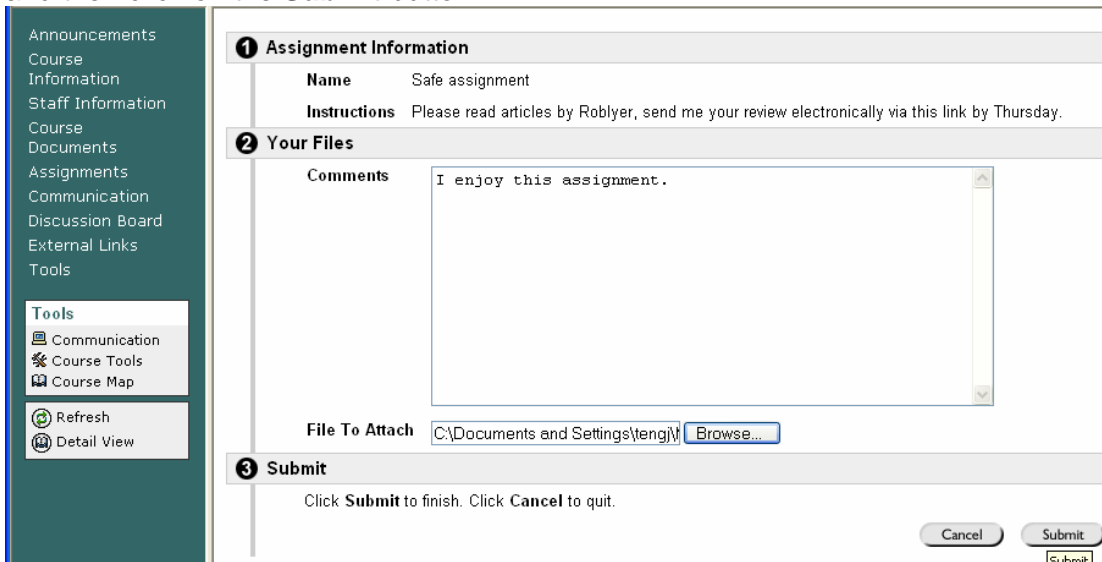 Announcements
Course
Information
Staff Information
Course
Documents
Assignments
Communication
Discussion Board
External Links
Tools
Tools
Communication
Course Tools
Course Map
Refresh
Detail View
1 Assignment Information
Name Safe assignment
Instructions Please read articles by Roblyer, send me your review electronically via this link by Thursday.
2 Your Files
Comments I enjoy this assignment.
File To Attach C:\Documents and Settings\tengj\ Browse...
3 Submit
Click Submit to finish. Click Cancel to quit.
Cancel Submit
Submit